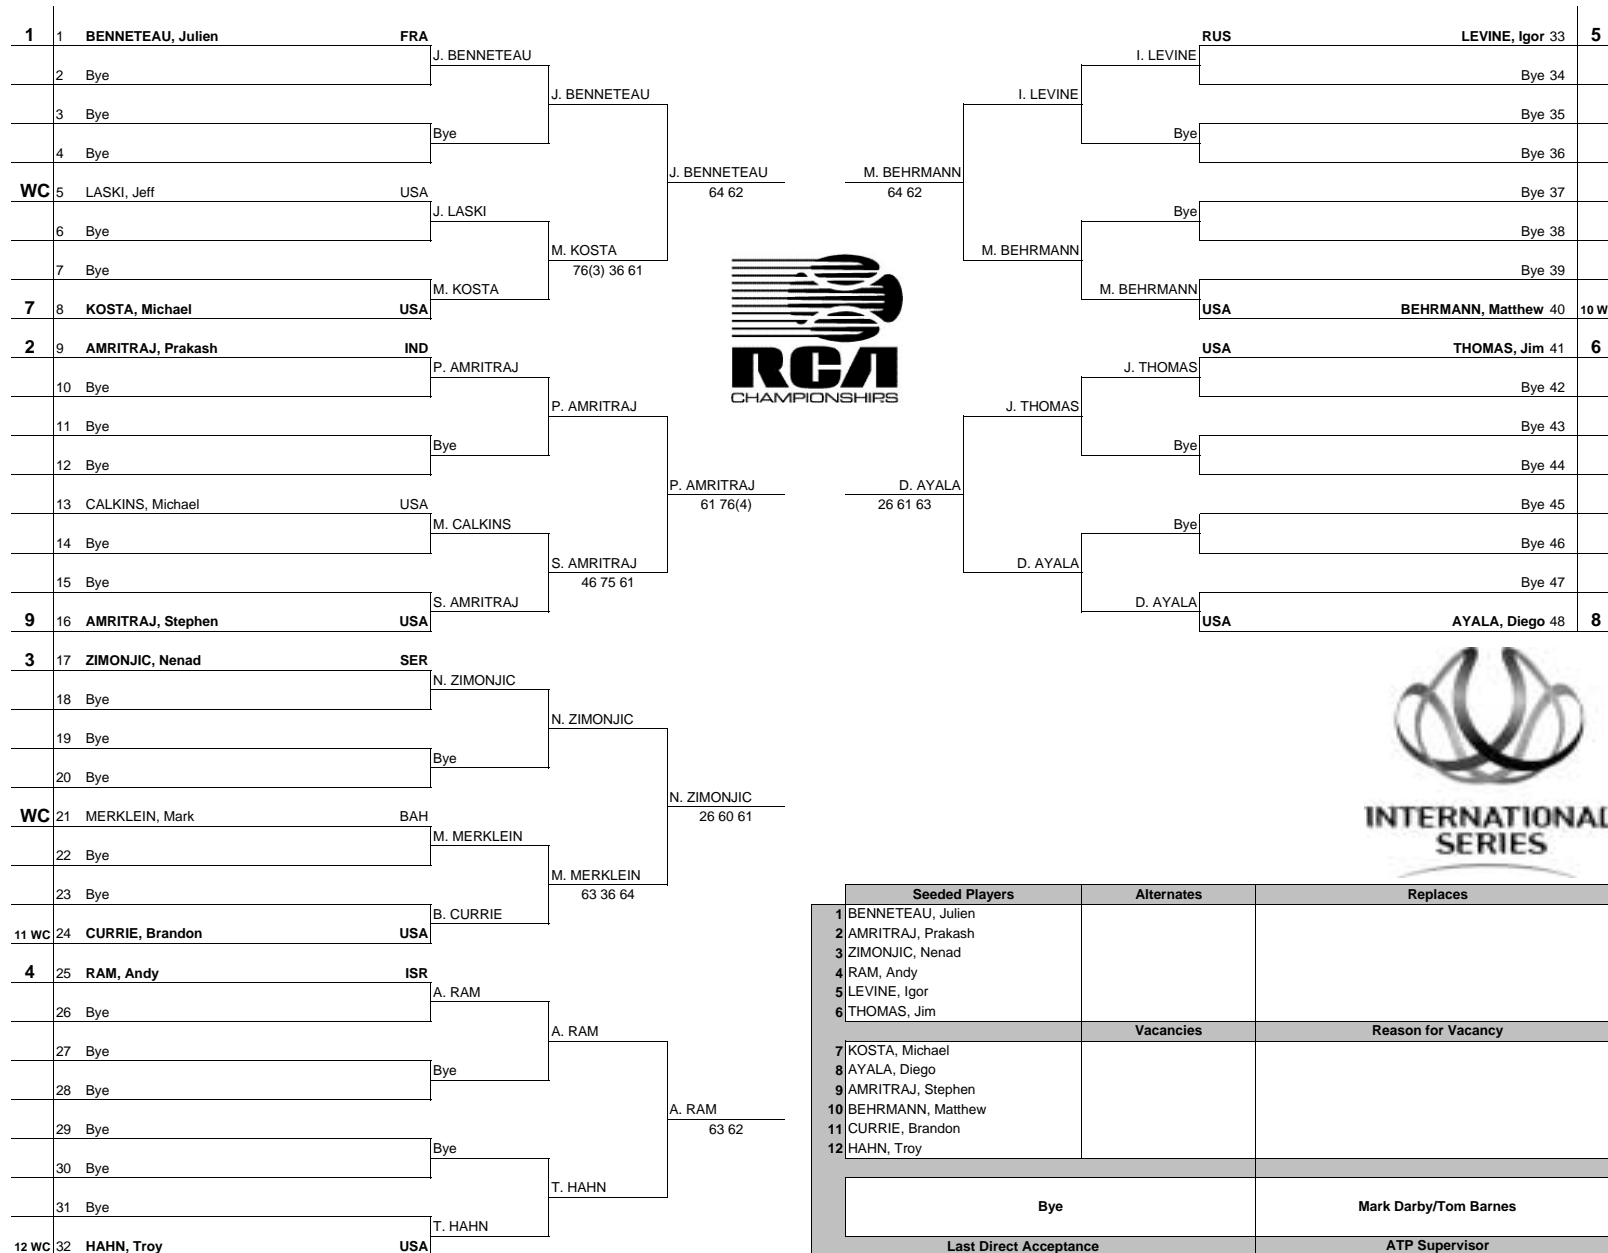 1 1 BENNETEAU, Julien FRA
2 Bye
3 Bye
4 Bye
WC 5 LASKI, Jeff USA
6 Bye
7 Bye
7 8 KOSTA, Michael USA
2 9 AMRITRAJ, Prakash IND
10 Bye
11 Bye
12 Bye
13 CALKINS, Michael USA
14 Bye
15 Bye
9 16 AMRITRAJ, Stephen USA
3 17 ZIMONJIC, Nenad SER
18 Bye
19 Bye
20 Bye
WC 21 MERKLEIN, Mark BAH
22 Bye
23 Bye
11 WC 24 CURRIE, Brandon USA
4 25 RAM, Andy ISR
26 Bye
27 Bye
28 Bye
29 Bye
30 Bye
31 Bye
12 WC 32 HAHN, Troy USA
J. BENNETEAU
Bye
J. LASKI
M. KOSTA
P. AMRITRAJ
Bye
M. CALKINS
S. AMRITRAJ
N. ZIMONJIC
Bye
M. MERKLEIN
B. CURRIE
A. RAM
Bye
Bye
T. HAHN
J. BENNETEAU
M. KOSTA
76(3) 36 61
P. AMRITRAJ
S. AMRITRAJ
46 75 61
N. ZIMONJIC
M. MERKLEIN
63 36 64
A. RAM
T. HAHN
J. BENNETEAU
64 62
P. AMRITRAJ
61 76(4)
N. ZIMONJIC
26 60 61
A. RAM
63 62
RCA
CHAMPIONSHIPS
M. BEHRMANN
64 62
D. AYALA
26 61 63
I. LEVINE
M. BEHRMANN
J. THOMAS
D. AYALA
I. LEVINE
Bye
Bye
M. BEHRMANN
J. THOMAS
Bye
Bye
D. AYALA
RUS LEVINE, Igor 33 5
Bye 34
Bye 35
Bye 36
Bye 37
Bye 38
Bye 39
USA BEHRMANN, Matthew 40 10 W
USA THOMAS, Jim 41 6
Bye 42
Bye 43
Bye 44
Bye 45
Bye 46
Bye 47
USA AYALA, Diego 48 8
INTERNATIONAL
SERIES
Seeded Players Alternates Replaces
1 BENNETEAU, Julien
2 AMRITRAJ, Prakash
3 ZIMONJIC, Nenad
4 RAM, Andy
5 LEVINE, Igor
6 THOMAS, Jim
Vacancies Reason for Vacancy
7 KOSTA, Michael
8 AYALA, Diego
9 AMRITRAJ, Stephen
10 BEHRMANN, Matthew
11 CURRIE, Brandon
12 HAHN, Troy
Bye Mark Darby/Tom Barnes
Last Direct Acceptance ATP Supervisor